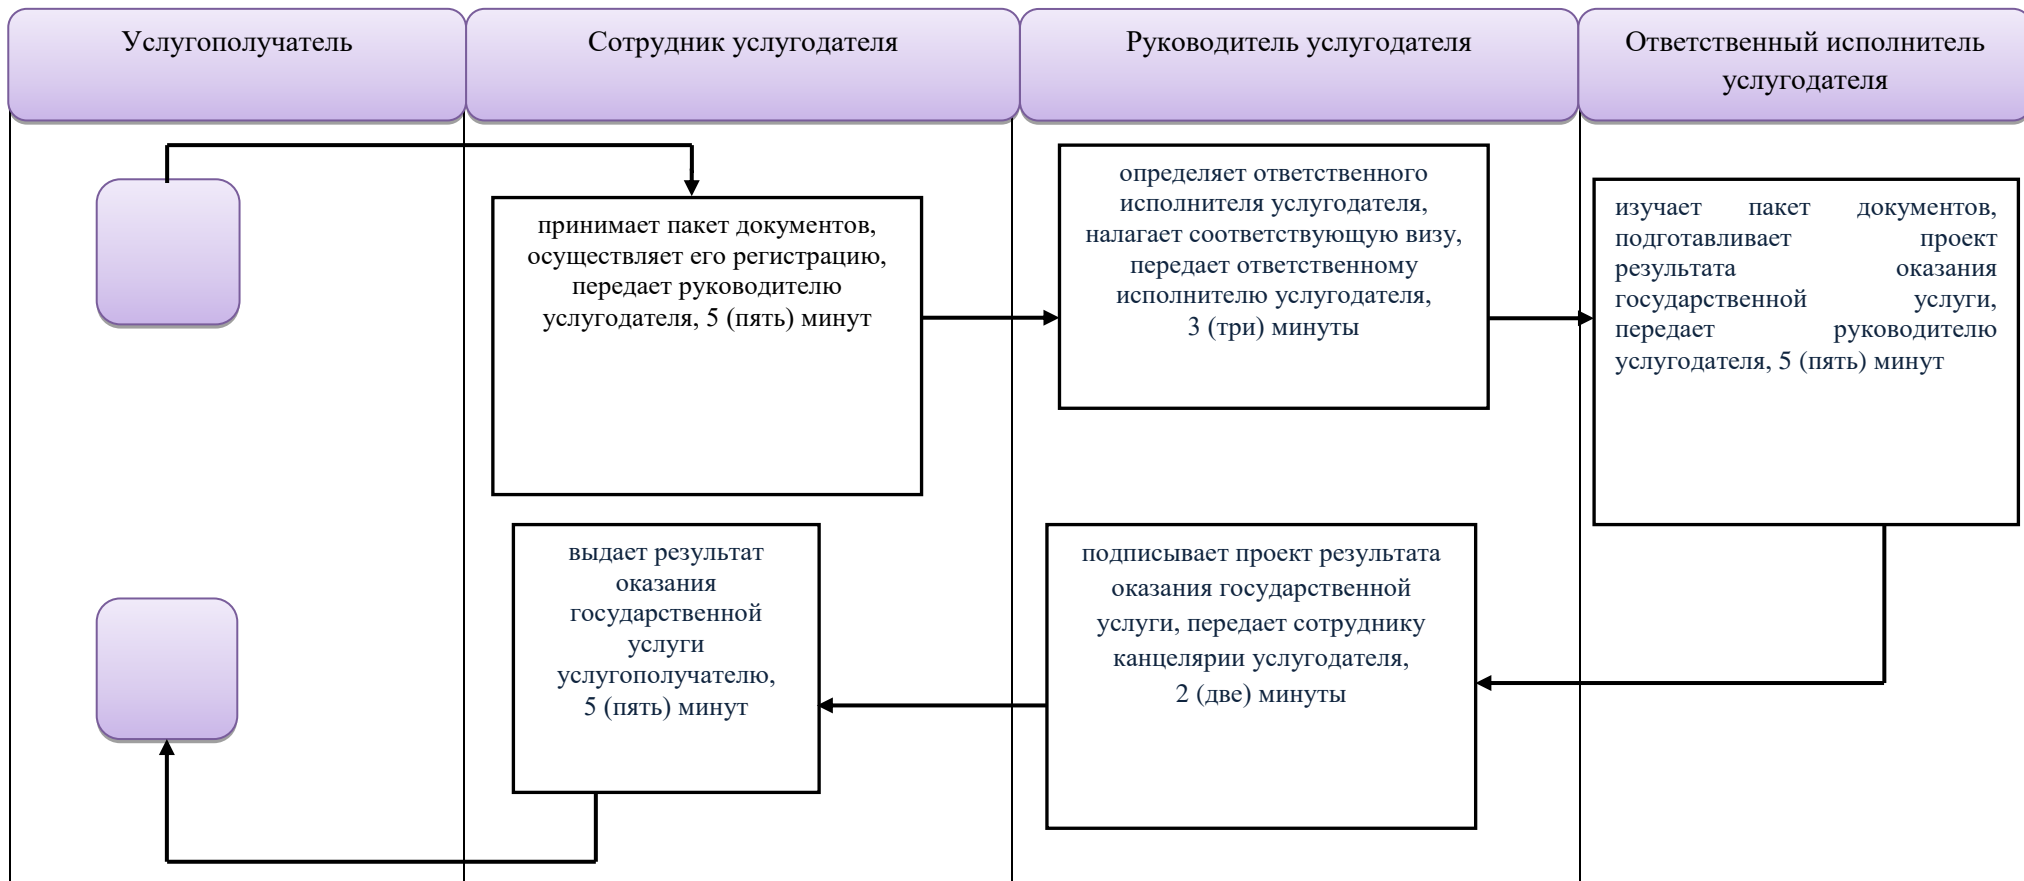 Услугополучатель
Сотрудник услугодателя
Руководитель услугодателя
Ответственный исполнитель
услугодателя
принимает пакет документов,
осуществляет его регистрацию,
передает руководителю
услугодателя, 5 (пять) минут
определяет ответственного
исполнителя услугодателя,
налагает соответствующую визу,
передает ответственному
исполнителю услугодателя,
3 (три) минуты
изучает пакет документов,
подготавливает проект
результата оказания
государственной услуги,
передает руководителю
услугодателя, 5 (пять) минут
выдает результат
оказания
государственной
услуги
услугополучателю,
5 (пять) минут
подписывает проект результата
оказания государственной
услуги, передает сотруднику
канцелярии услугодателя,
2 (две) минуты